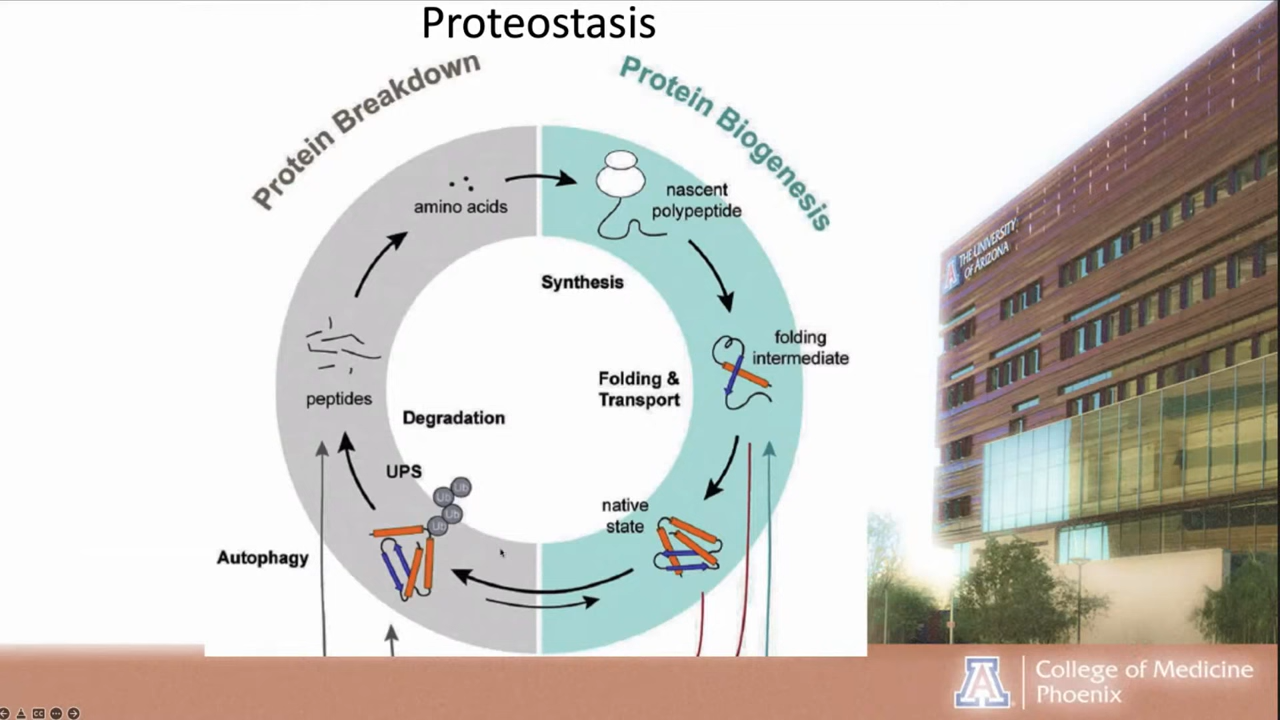 Proteostasis
Protein Breakdown
Protein Biogenesis
amino acids
nascent
polypeptide
Synthesis
folding
intermediate
Folding &
Transport
peptides
Degradation
UPS
Ub
Ub
Ub
Ub
native
state
Autophagy
A
THE UNIVERSITY
OF ARIZONA
A
College of Medicine
Phoenix
CC